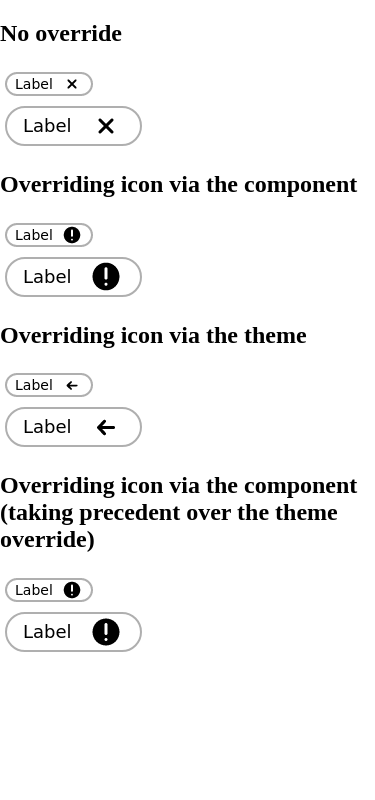 No override
Label
Label
Overriding icon via the component
Label
Label
Overriding icon via the theme
Label
Label
Overriding icon via the component
(taking precedent over the theme
override)
Label
Label